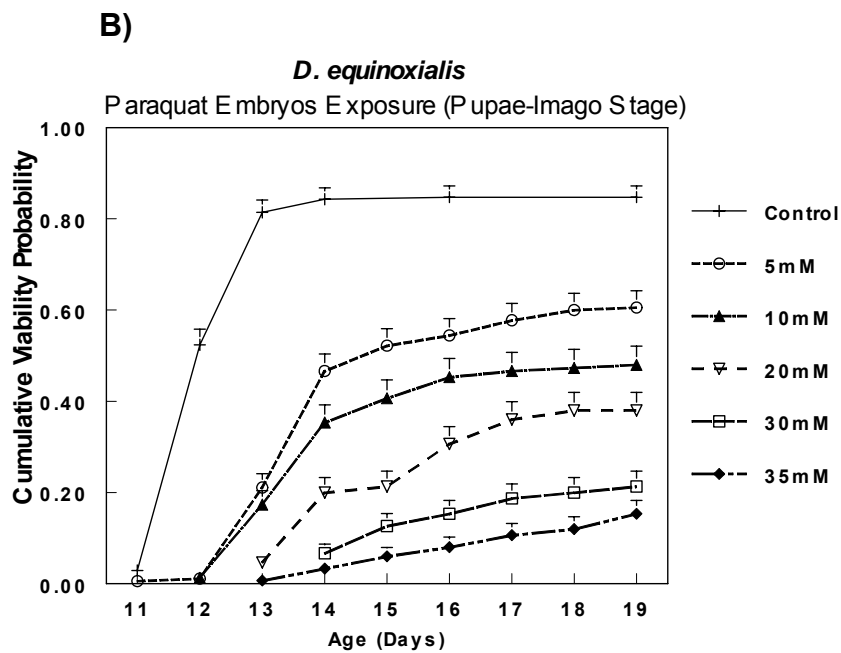 B)
D. equinoxialis
Paraquat Embryos Exposure (Pupae-Imago Stage)
Cumulative Viability Probability
1.00
0.80
0.60
0.40
0.20
0.00
11 12 13 14 15 16 17 18 19
Age (Days)
Control
5mM
10mM
20mM
30mM
35mM